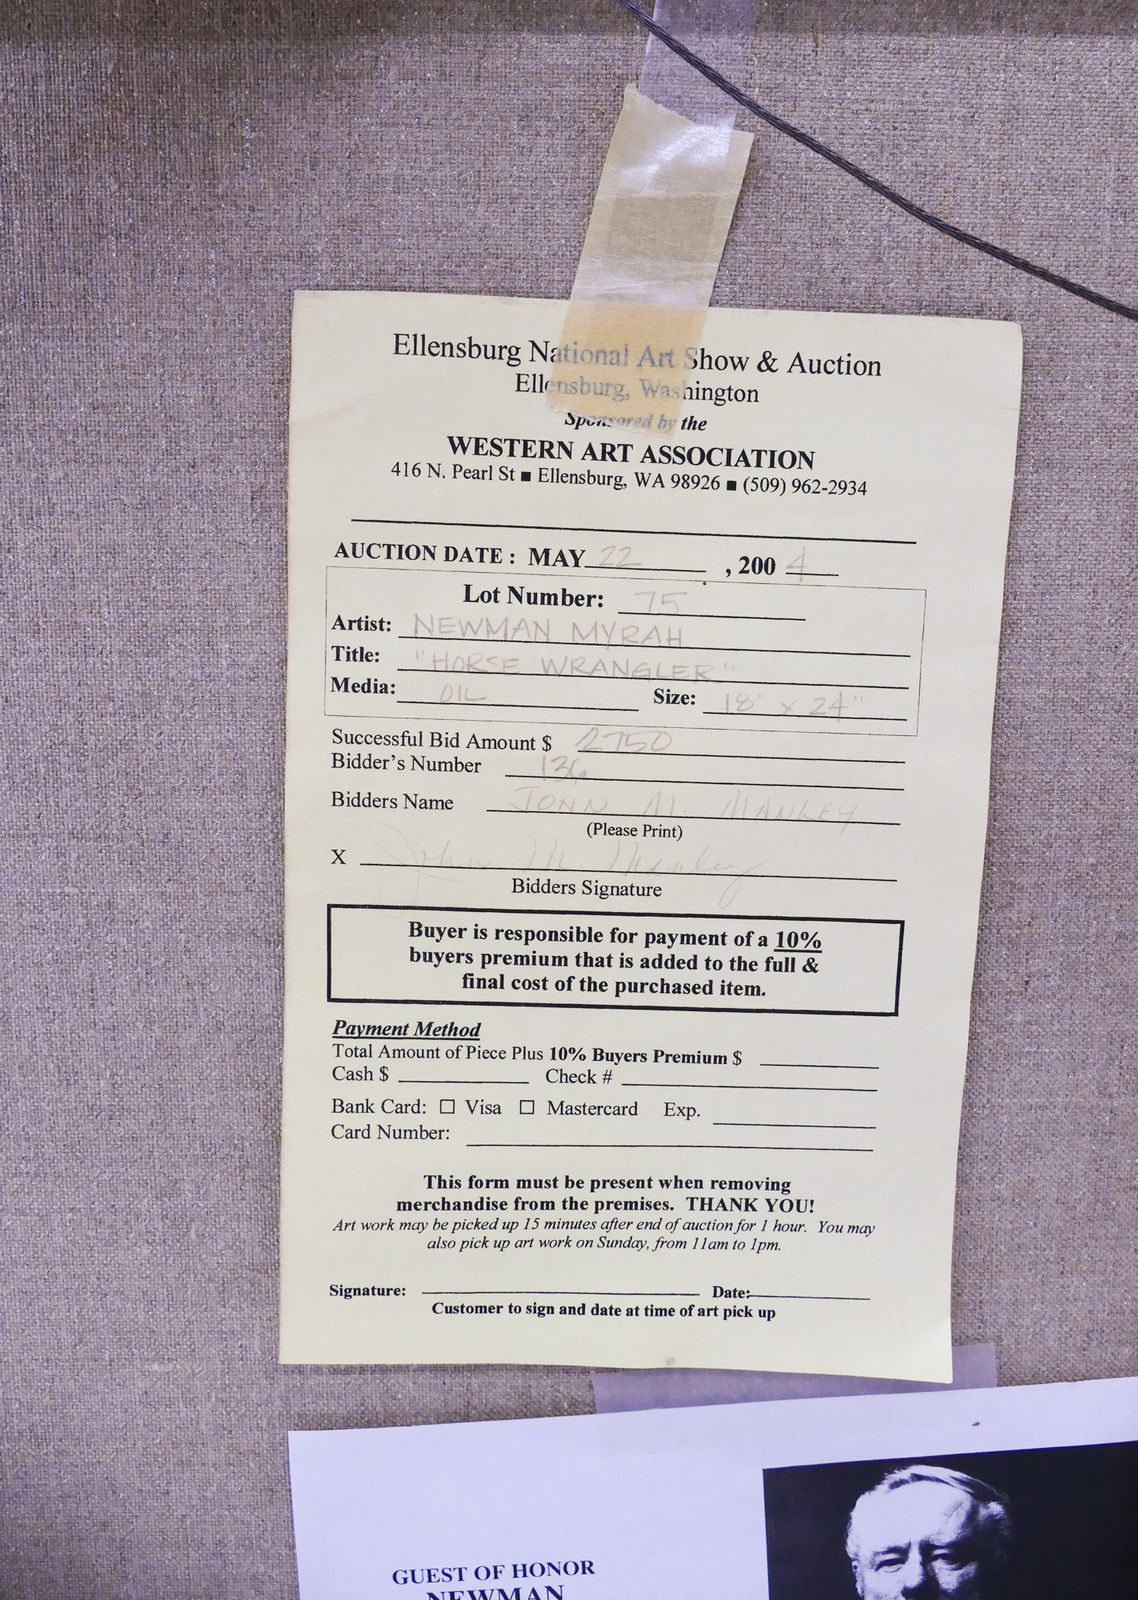 Ellensburg National Art Show & Auction
Ellensburg, Washington
Sponsored by the
WESTERN ART ASSOCIATION
416 N. Pearl St ■ Ellensburg, WA 98926 ■ (509) 962-2934
AUCTION DATE : MAY 22 , 200 4
Lot Number: 75
Artist: NEWMAN MYRAH
Title: "HORSE WRANGLER"
Media: OIL Size: 18" x 24"
Successful Bid Amount $ 2750
Bidder's Number 136
Bidders Name JOHN M. MANLEY
(Please Print)
X John M. Manley
Bidders Signature
Buyer is responsible for payment of a 10%
buyers premium that is added to the full &
final cost of the purchased item.
Payment Method
Total Amount of Piece Plus 10% Buyers Premium $
Cash $ Check #
Bank Card: ☐ Visa ☐ Mastercard Exp.
Card Number:
This form must be present when removing
merchandise from the premises. THANK YOU!
Art work may be picked up 15 minutes after end of auction for 1 hour. You may
also pick up art work on Sunday, from 11am to 1pm.
Signature: Date:
Customer to sign and date at time of art pick up
GUEST OF HONOR
NEWMAN